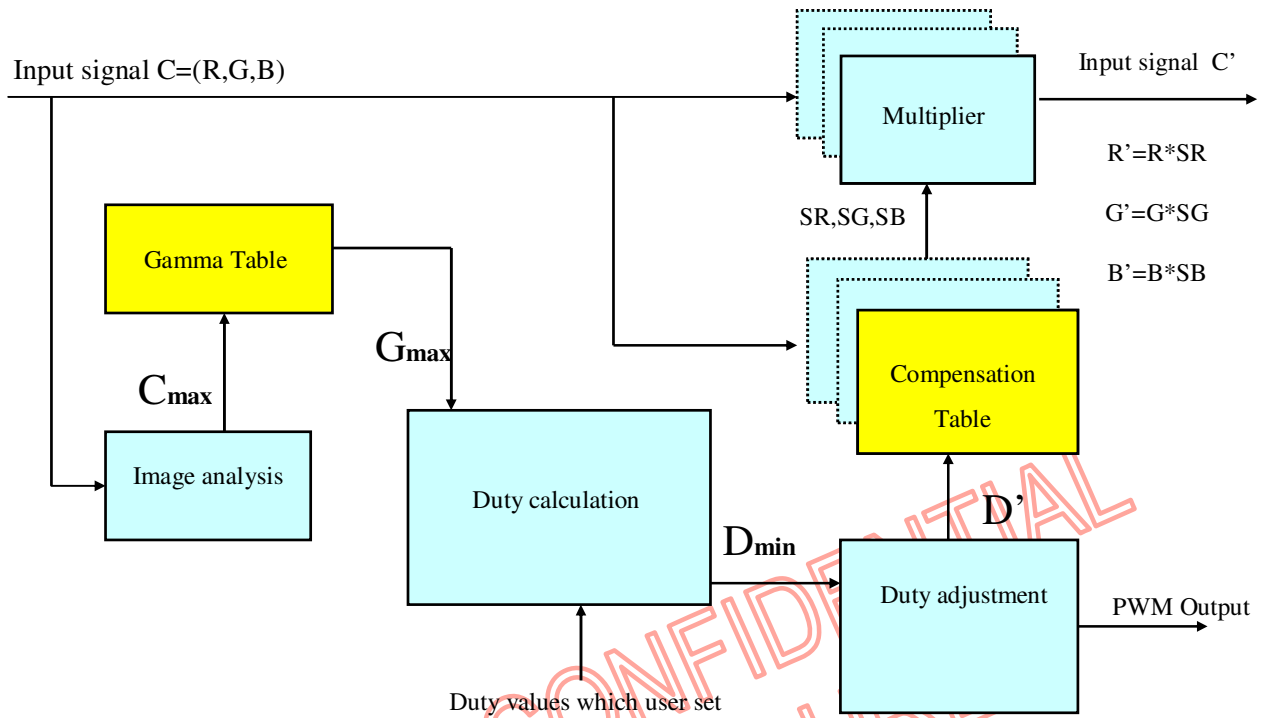 Input signal C=(R,G,B)
Multiplier
Input signal C’
R’=R*SR
G’=G*SG
B’=B*SB
SR,SG,SB
Gamma Table
Gmax
Cmax
Compensation
Table
Image analysis
Duty calculation
D’
Dmin
Duty adjustment
PWM Output
Duty values which user set
CONFIDENTIAL